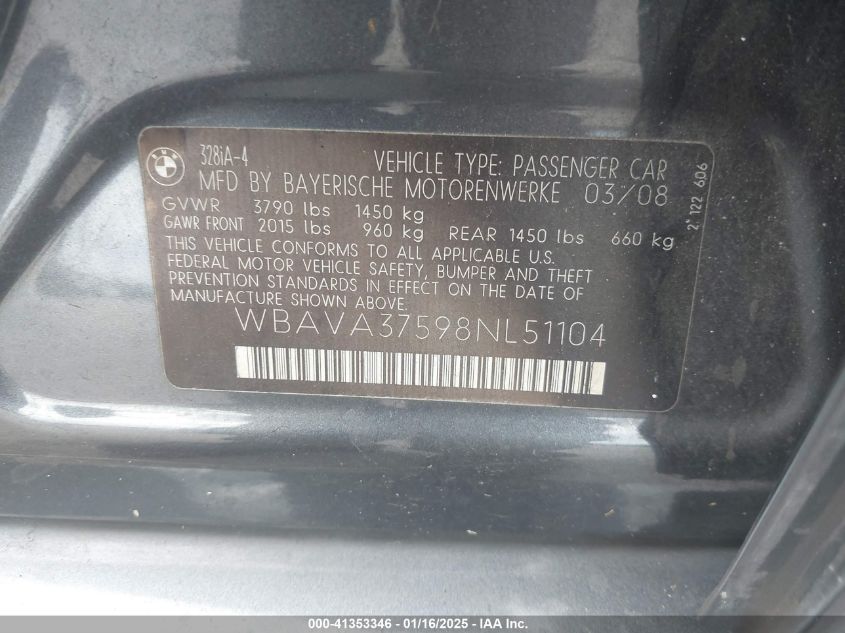 BMW
328iA-4
VEHICLE TYPE: PASSENGER CAR
MFD BY BAYERISCHE MOTORENWERKE 03/08
GVWR 3790 lbs 1450 kg
GAWR FRONT 2015 lbs 960 kg REAR 1450 lbs 660 kg
THIS VEHICLE CONFORMS TO ALL APPLICABLE U.S.
FEDERAL MOTOR VEHICLE SAFETY, BUMPER AND THEFT
PREVENTION STANDARDS IN EFFECT ON THE DATE OF
MANUFACTURE SHOWN ABOVE.
WBAVA37598NL51104
2' 122 606
000-41353346 - 01/16/2025 - IAA, Inc.